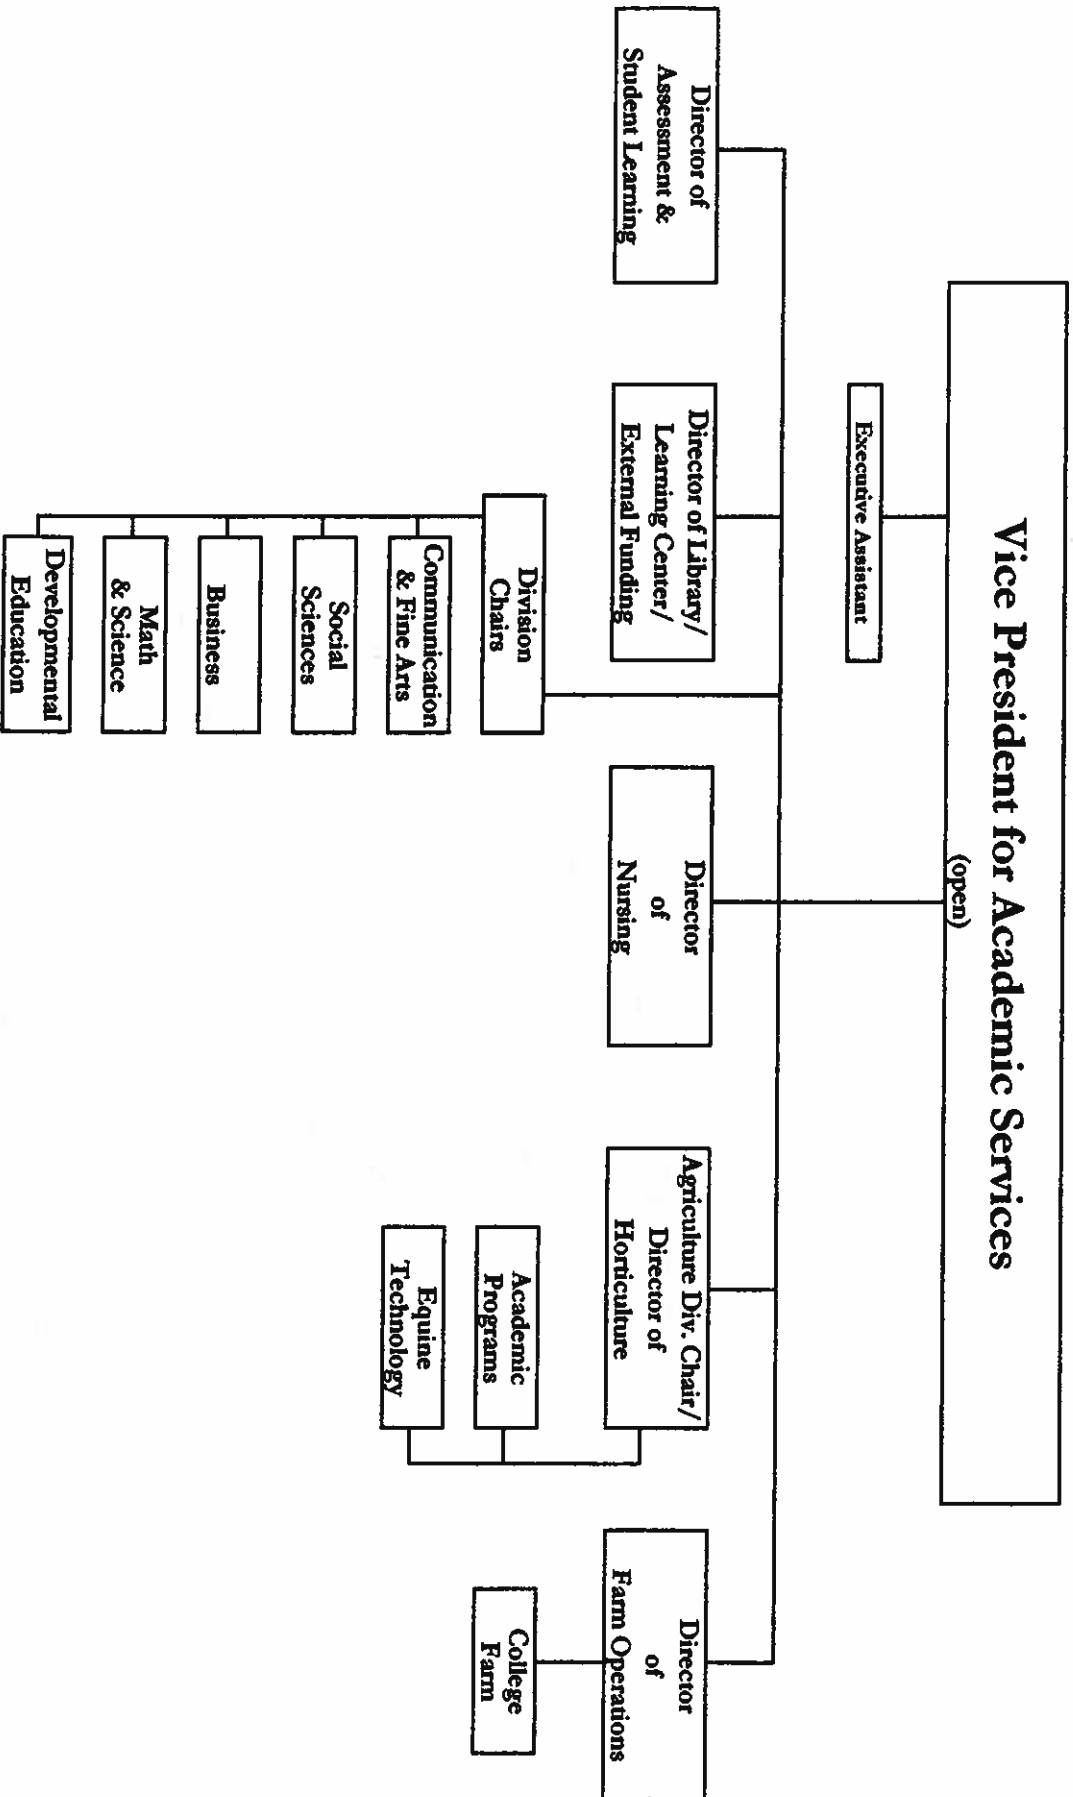 Vice President for Academic Services
(open)
Executive Assistant
Director of
Assessment &
Student Learning
Director of Library/
Learning Center/
External Funding
Division
Chairs
Communication
& Fine Arts
Social
Sciences
Business
Math
& Science
Developmental
Education
Director
of
Nursing
Agriculture Div. Chair/
Director of
Horticulture
Academic
Programs
Equine
Technology
Director
of
Farm Operations
College
Farm